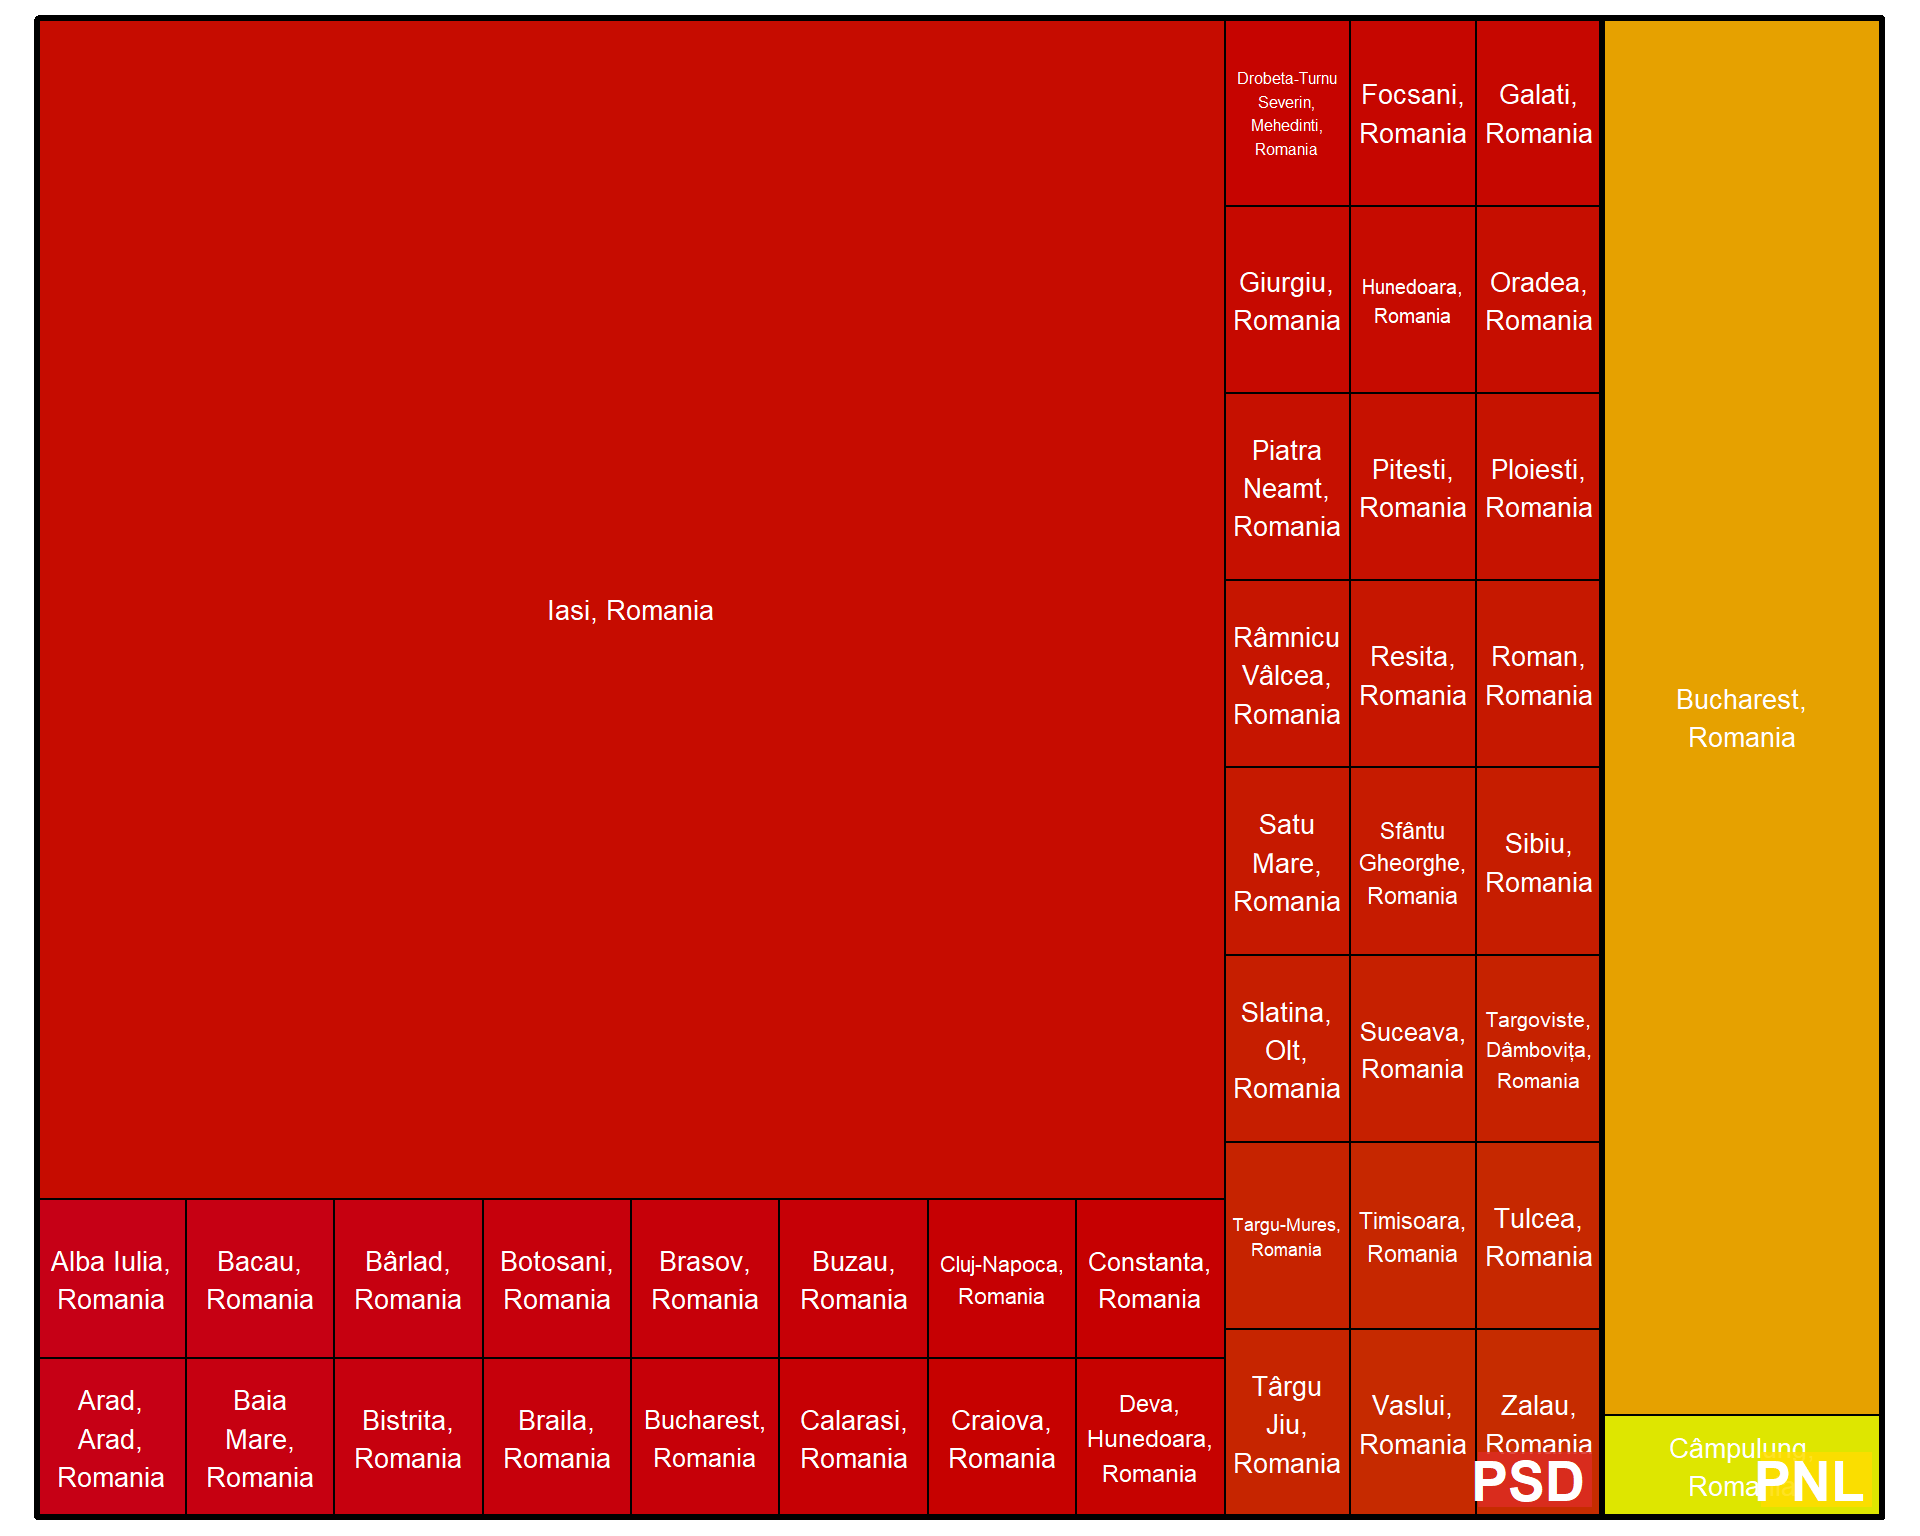 Iasi, Romania
Drobeta-Turnu
Severin,
Mehedinti,
Romania
Focsani,
Romania
Galati,
Romania
Giurgiu,
Romania
Hunedoara,
Romania
Oradea,
Romania
Piatra
Neamt,
Romania
Pitesti,
Romania
Ploiesti,
Romania
Râmnicu
Vâlcea,
Romania
Resita,
Romania
Roman,
Romania
Satu
Mare,
Romania
Sfântu
Gheorghe,
Romania
Sibiu,
Romania
Slatina,
Olt,
Romania
Suceava,
Romania
Targoviste,
Dâmbovița,
Romania
Targu-Mures,
Romania
Timisoara,
Romania
Tulcea,
Romania
Târgu
Jiu,
Romania
Vaslui,
Romania
Zalau,
Romania
PSD
Alba Iulia,
Romania
Bacau,
Romania
Bârlad,
Romania
Botosani,
Romania
Brasov,
Romania
Buzau,
Romania
Cluj-Napoca,
Romania
Constanta,
Romania
Arad,
Arad,
Romania
Baia
Mare,
Romania
Bistrita,
Romania
Braila,
Romania
Bucharest,
Romania
Calarasi,
Romania
Craiova,
Romania
Deva,
Hunedoara,
Romania
Bucharest,
Romania
Câmpulung,
Romania
PNL